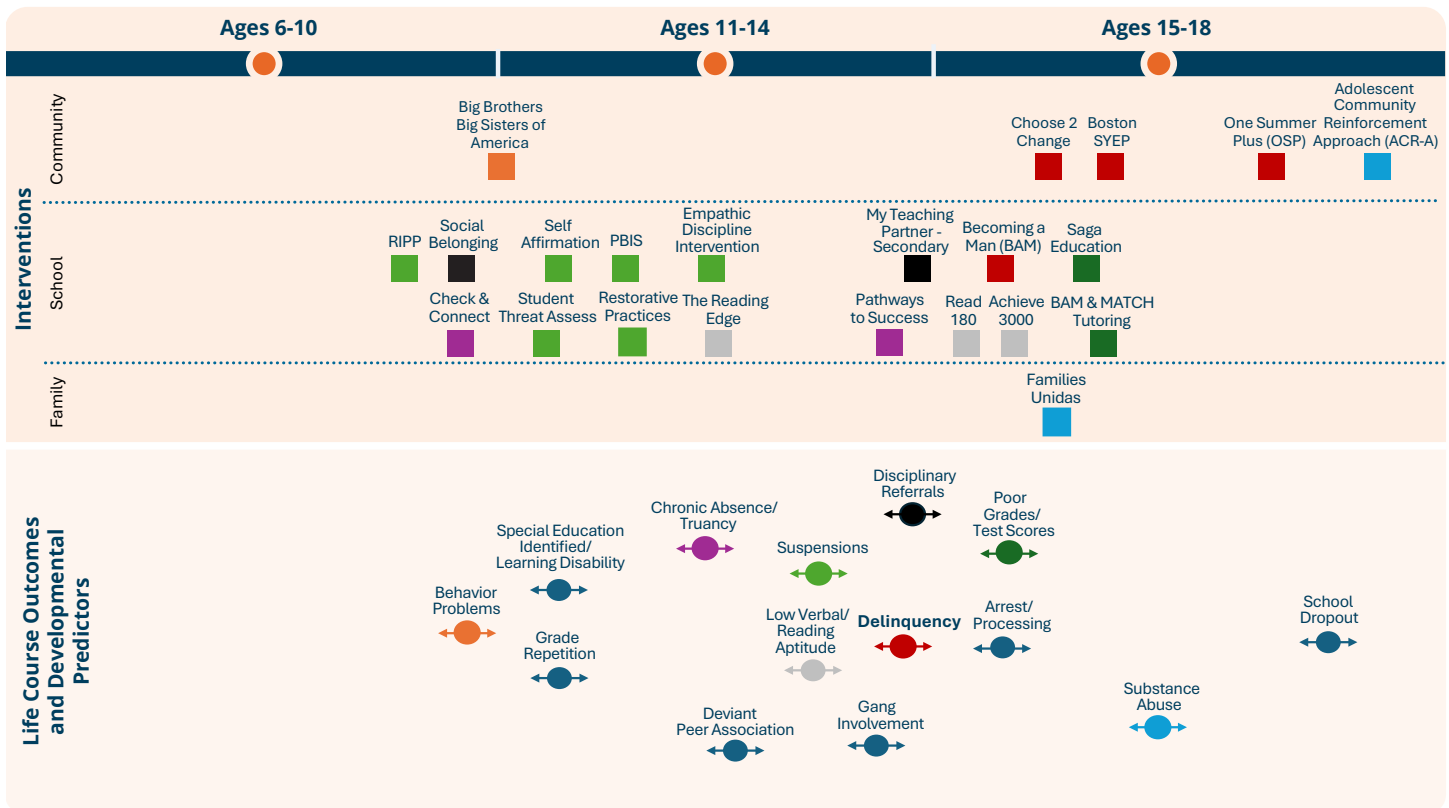 Ages 6-10
Ages 11-14
Ages 15-18
Interventions
Community
Big Brothers
Big Sisters of
America
Choose 2
Change
Boston
SYEP
One Summer
Plus (OSP)
Adolescent
Community
Reinforcement
Approach (ACR-A)
School
RIPP
Social
Belonging
Self
Affirmation
PBIS
Empathic
Discipline
Intervention
My Teaching
Partner -
Secondary
Becoming a
Man (BAM)
Saga
Education
Check &
Connect
Student
Threat Assess
Restorative
Practices
The Reading
Edge
Pathways
to Success
Read
180
Achieve
3000
BAM & MATCH
Tutoring
Family
Families
Unidas
Life Course Outcomes
and Developmental
Predictors
Behavior
Problems
Special Education
Identified/
Learning Disability
Grade
Repetition
Chronic Absence/
Truancy
Suspensions
Disciplinary
Referrals
Poor
Grades/
Test Scores
Low Verbal/
Reading
Aptitude
Delinquency
Arrest/
Processing
School
Dropout
Deviant
Peer Association
Gang
Involvement
Substance
Abuse